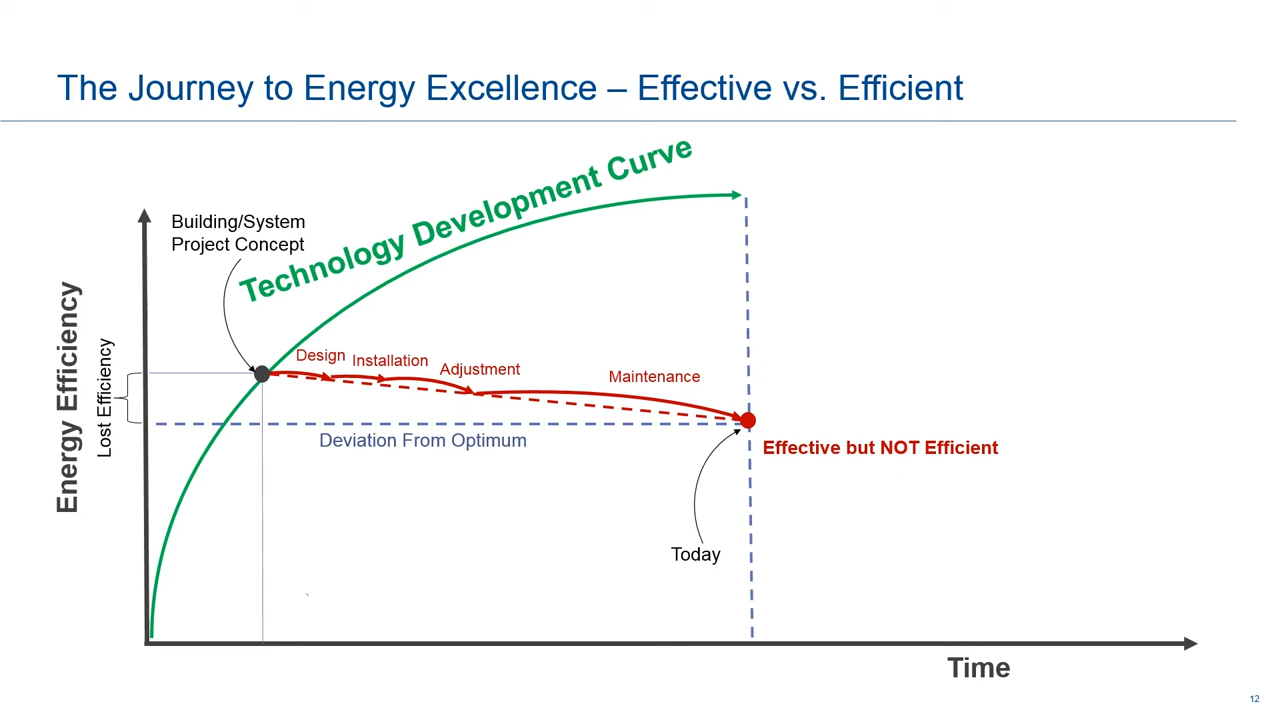 The Journey to Energy Excellence – Effective vs. Efficient
Technology Development Curve
Building/System
Project Concept
Energy Efficiency
Lost Efficiency
Design
Installation
Adjustment
Maintenance
Deviation From Optimum
Effective but NOT Efficient
Today
Time
12